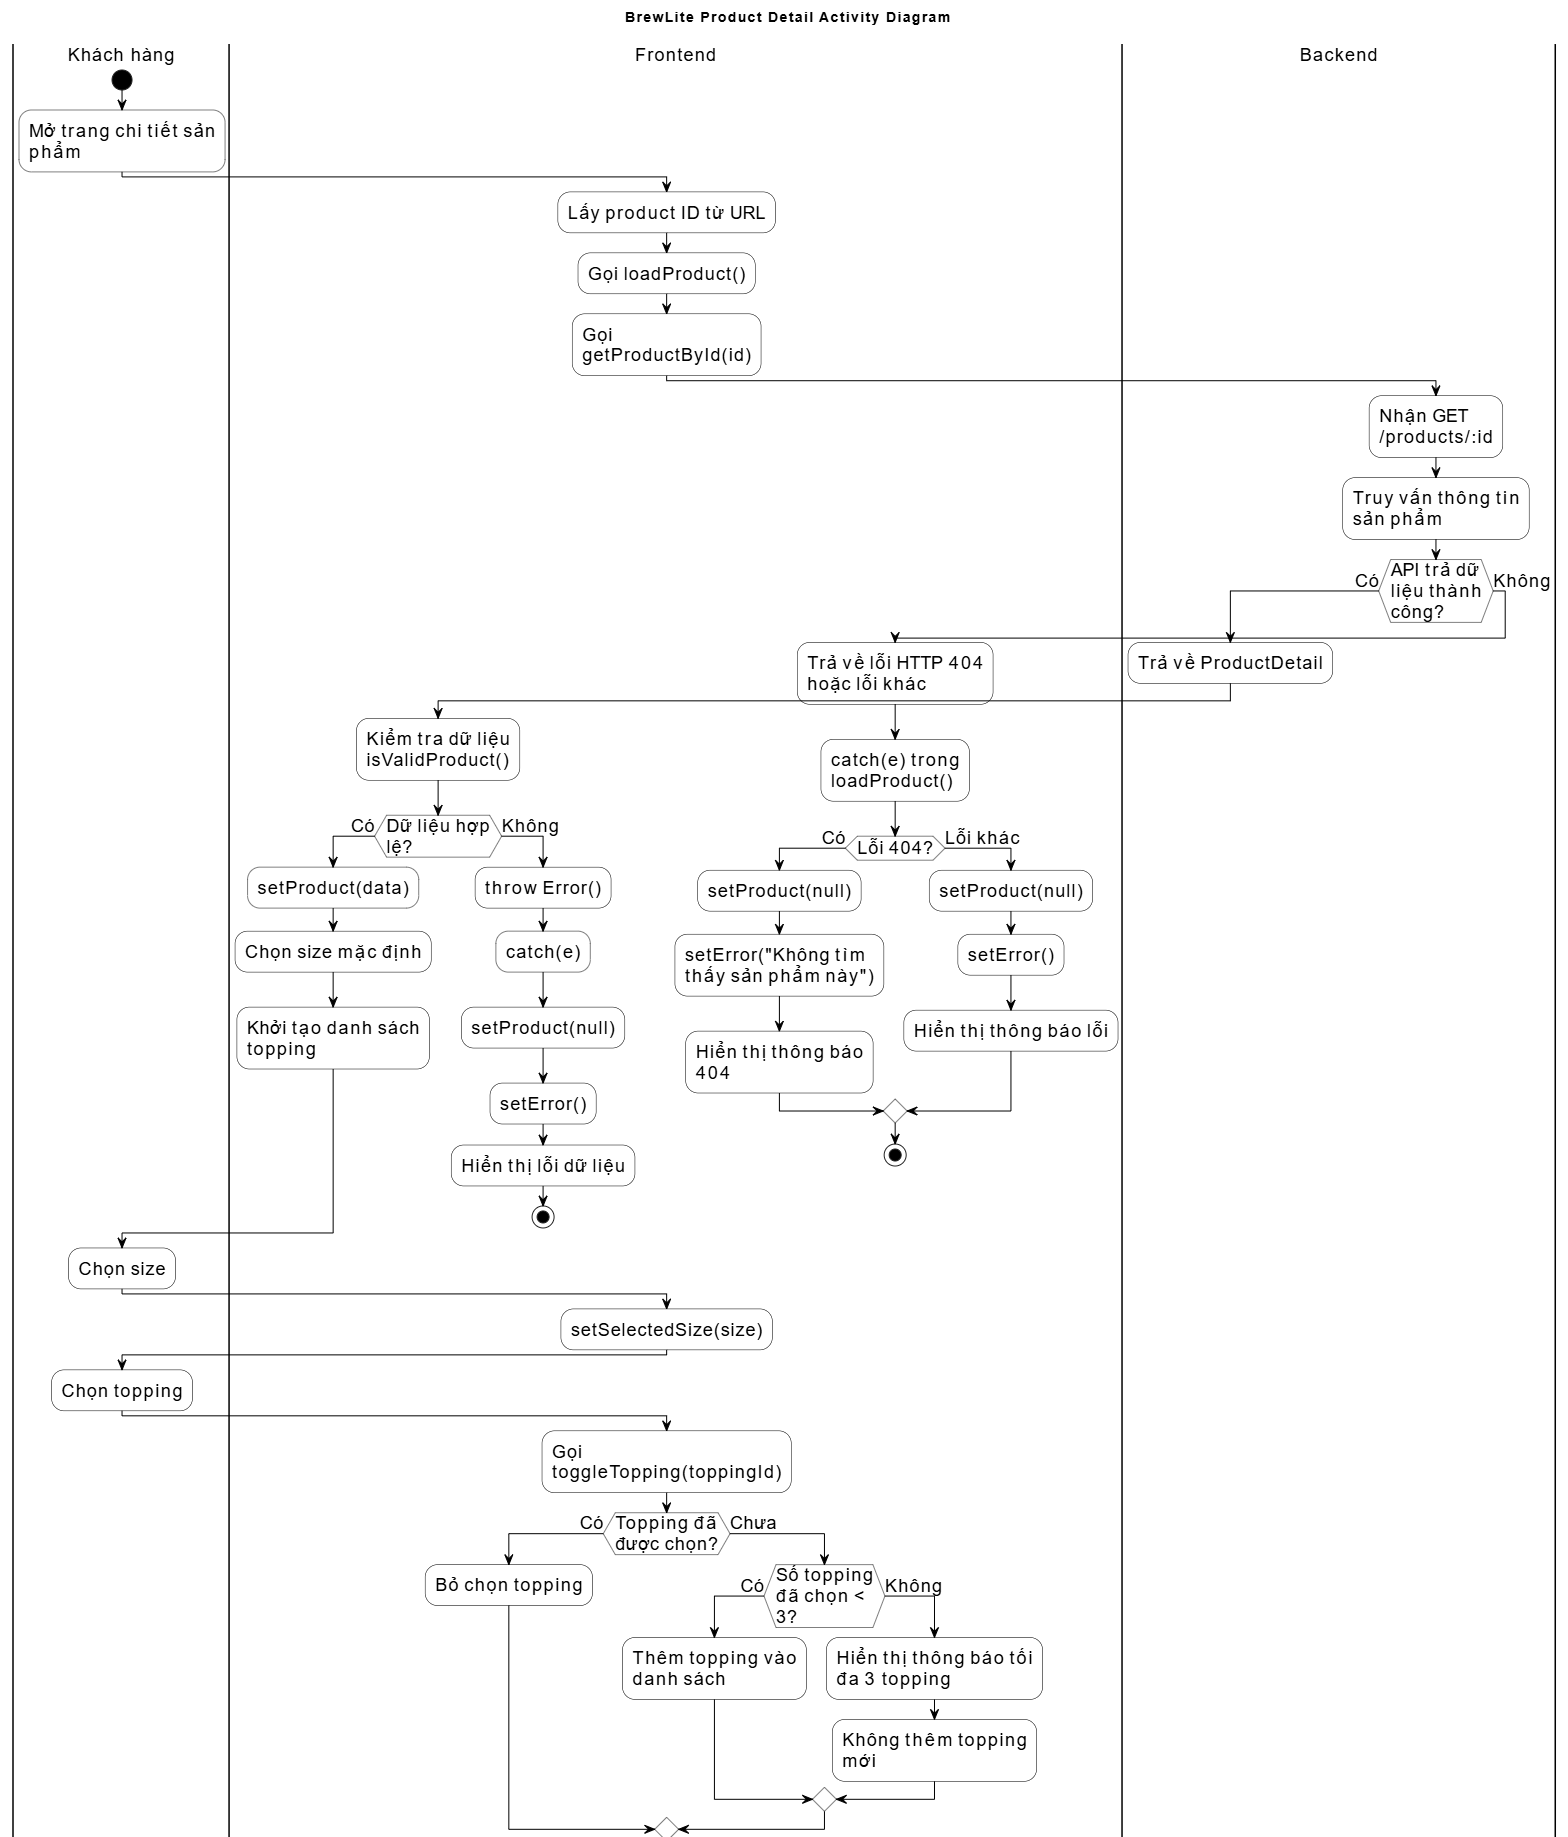 BrewLite Product Detail Activity Diagram
Khách hàng
Frontend
Backend
Mở trang chi tiết sản
phẩm
Lấy product ID từ URL
Gọi loadProduct()
Gọi
getProductById(id)
Nhận GET
/products/:id
Truy vấn thông tin
sản phẩm
API trả dữ
liệu thành
công?
Có
Không
Trả về lỗi HTTP 404
hoặc lỗi khác
Trả về ProductDetail
Kiểm tra dữ liệu
isValidProduct()
catch(e) trong
loadProduct()
Có
Dữ liệu hợp
lệ?
Không
Có
Lỗi 404?
Lỗi khác
setProduct(data)
throw Error()
setProduct(null)
setProduct(null)
Chọn size mặc định
catch(e)
setError("Không tìm
thấy sản phẩm này")
setError()
Khởi tạo danh sách
topping
setProduct(null)
Hiển thị thông báo
404
Hiển thị thông báo lỗi
setError()
Hiển thị lỗi dữ liệu
Chọn size
setSelectedSize(size)
Chọn topping
Gọi
toggleTopping(toppingId)
Có
Topping đã
được chọn?
Chưa
Bỏ chọn topping
Có
Số topping
đã chọn <
3?
Không
Thêm topping vào
danh sách
Hiển thị thông báo tối
đa 3 topping
Không thêm topping
mới